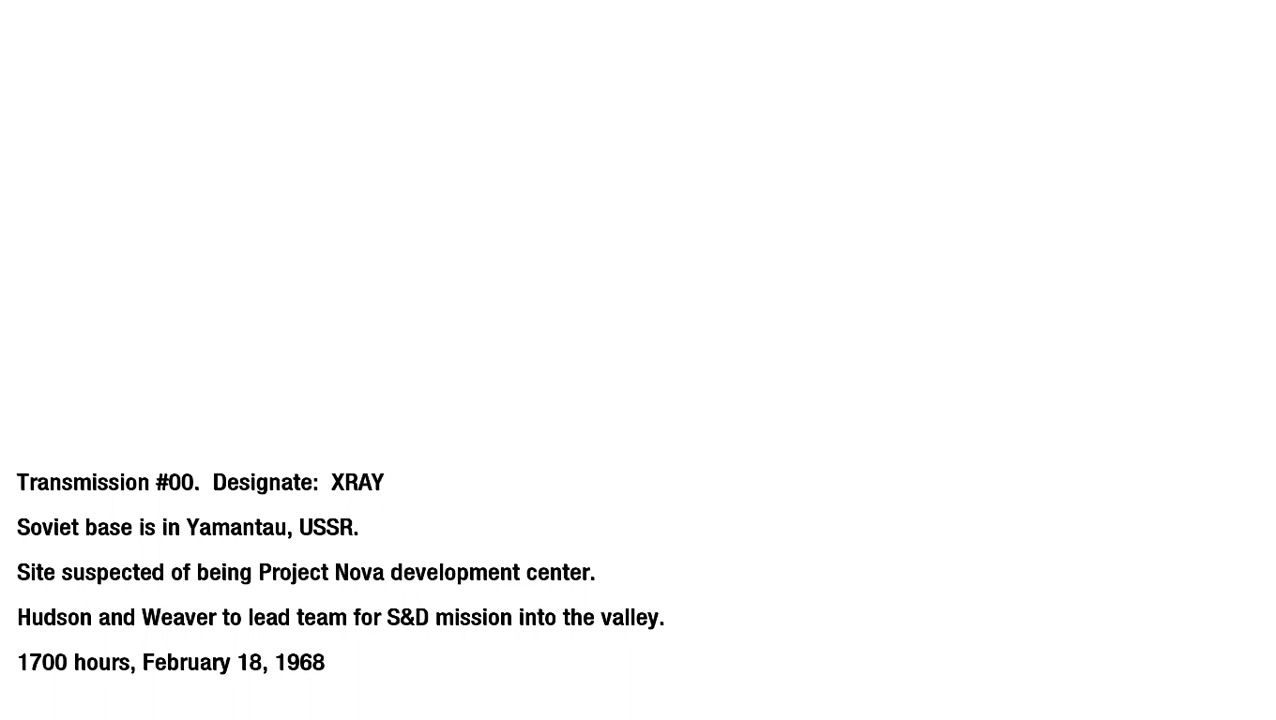 Transmission #00.  Designate:  XRAY
Soviet base is in Yamantau, USSR.
Site suspected of being Project Nova development center.
Hudson and Weaver to lead team for S&D mission into the valley.
1700 hours, February 18, 1968